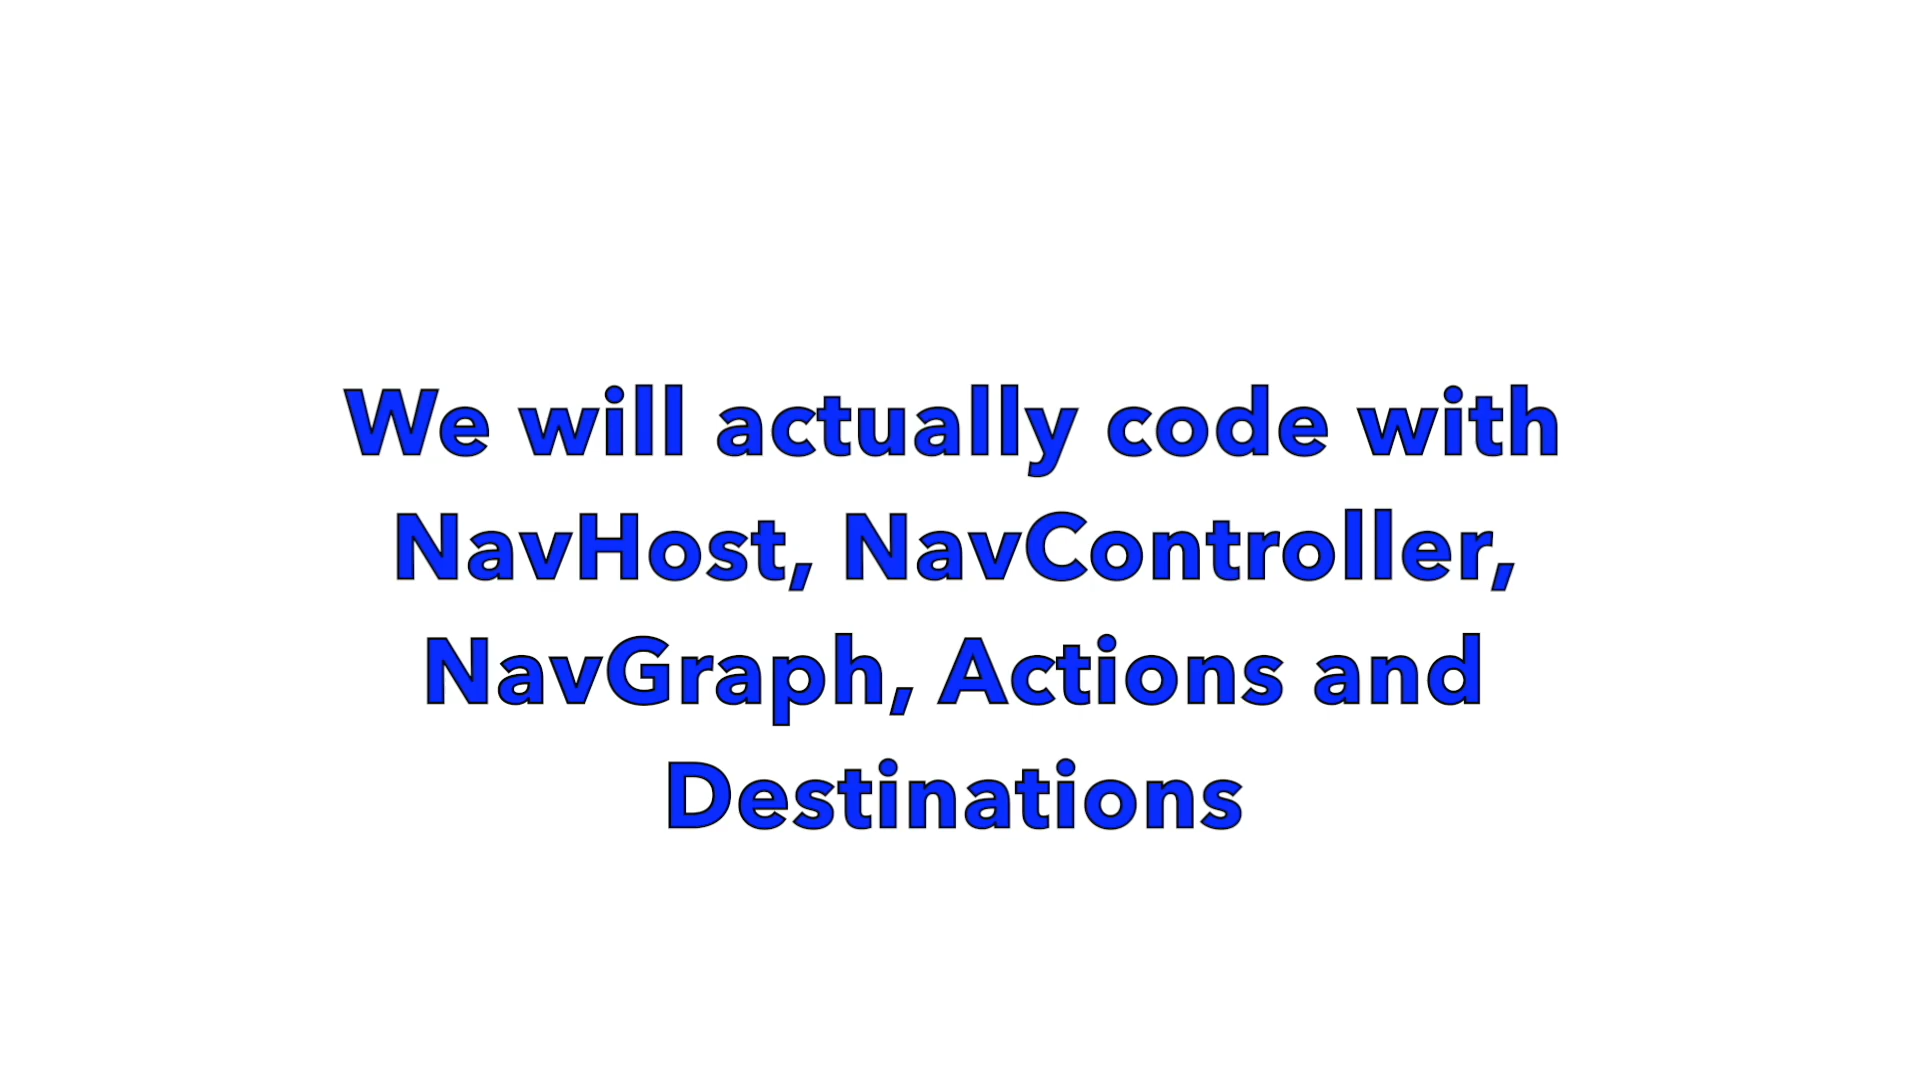 We will actually code with
NavHost, NavController,
NavGraph, Actions and
Destinations